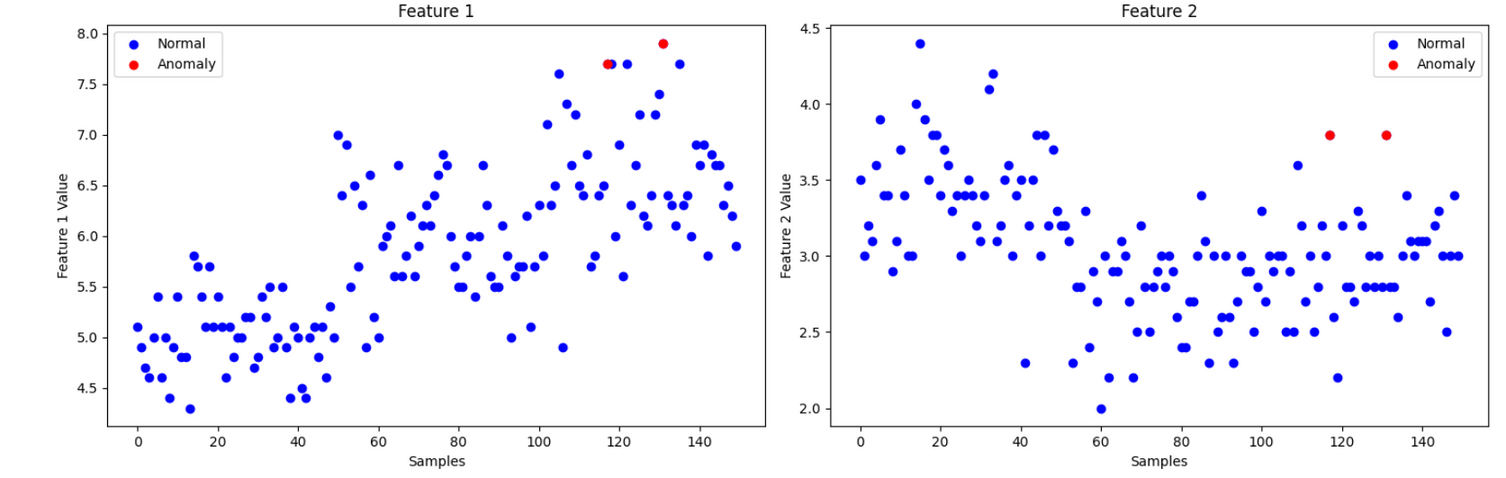 Feature 1
8.0
7.5
7.0
6.5
6.0
5.5
5.0
4.5
Feature 1 Value
Normal
Anomaly
0 20 40 60 80 100 120 140
Samples
Feature 2
4.5
4.0
3.5
3.0
2.5
2.0
Feature 2 Value
Normal
Anomaly
0 20 40 60 80 100 120 140
Samples